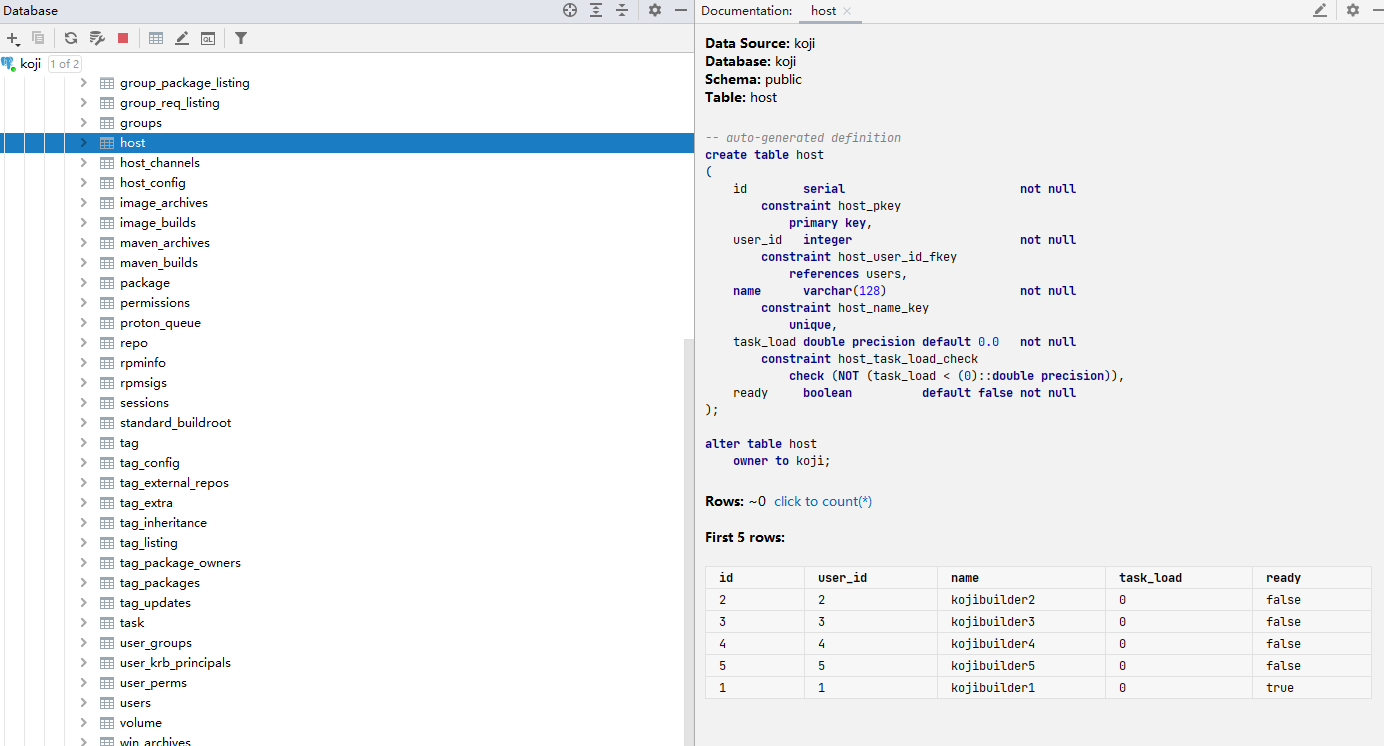 Database
koji 1 of 2
group_package_listing
group_req_listing
groups
host
host_channels
host_config
image_archives
image_builds
maven_archives
maven_builds
package
permissions
proton_queue
repo
rpminfo
rpmsigs
sessions
standard_buildroot
tag
tag_config
tag_external_repos
tag_extra
tag_inheritance
tag_listing
tag_package_owners
tag_packages
tag_updates
task
user_groups
user_krb_principals
user_perms
users
volume
win_archives
Documentation: host
Data Source: koji
Database: koji
Schema: public
Table: host
-- auto-generated definition
create table host
(
id serial not null
constraint host_pkey
primary key,
user_id integer not null
constraint host_user_id_fkey
references users,
name varchar(128) not null
constraint host_name_key
unique,
task_load double precision default 0.0 not null
constraint host_task_load_check
check (NOT (task_load < (0)::double precision)),
ready boolean default false not null
);
alter table host
owner to koji;
Rows: ~0 click to count(*)
First 5 rows:
id user_id name task_load ready
2 2 kojibuilder2 0 false
3 3 kojibuilder3 0 false
4 4 kojibuilder4 0 false
5 5 kojibuilder5 0 false
1 1 kojibuilder1 0 true